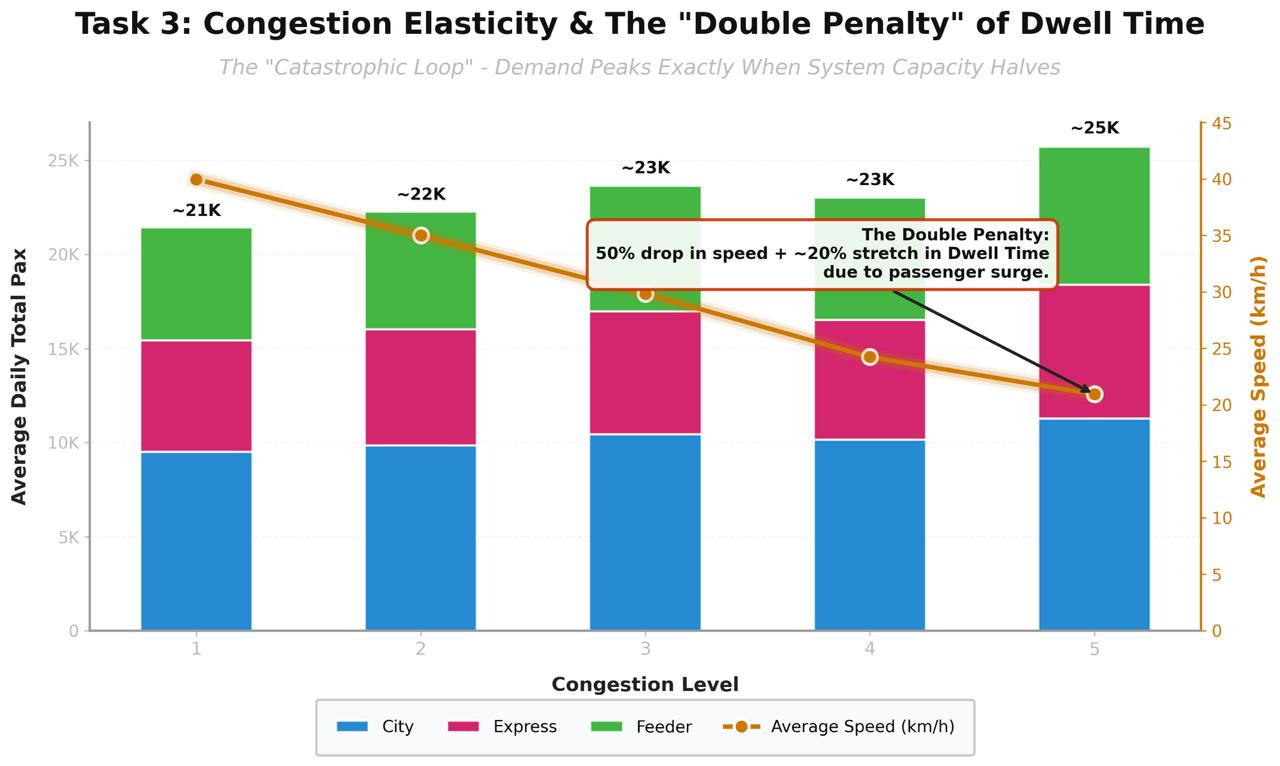 Task 3: Congestion Elasticity & The "Double Penalty" of Dwell Time
The "Catastrophic Loop" - Demand Peaks Exactly When System Capacity Halves
Average Daily Total Pax
25K
20K
15K
10K
5K
0
~21K
~22K
~23K
~23K
~25K
The Double Penalty:
50% drop in speed + ~20% stretch in Dwell Time
due to passenger surge.
45
40
35
30
25
20
15
10
5
0
Average Speed (km/h)
1 2 3 4 5
Congestion Level
City Express Feeder Average Speed (km/h)